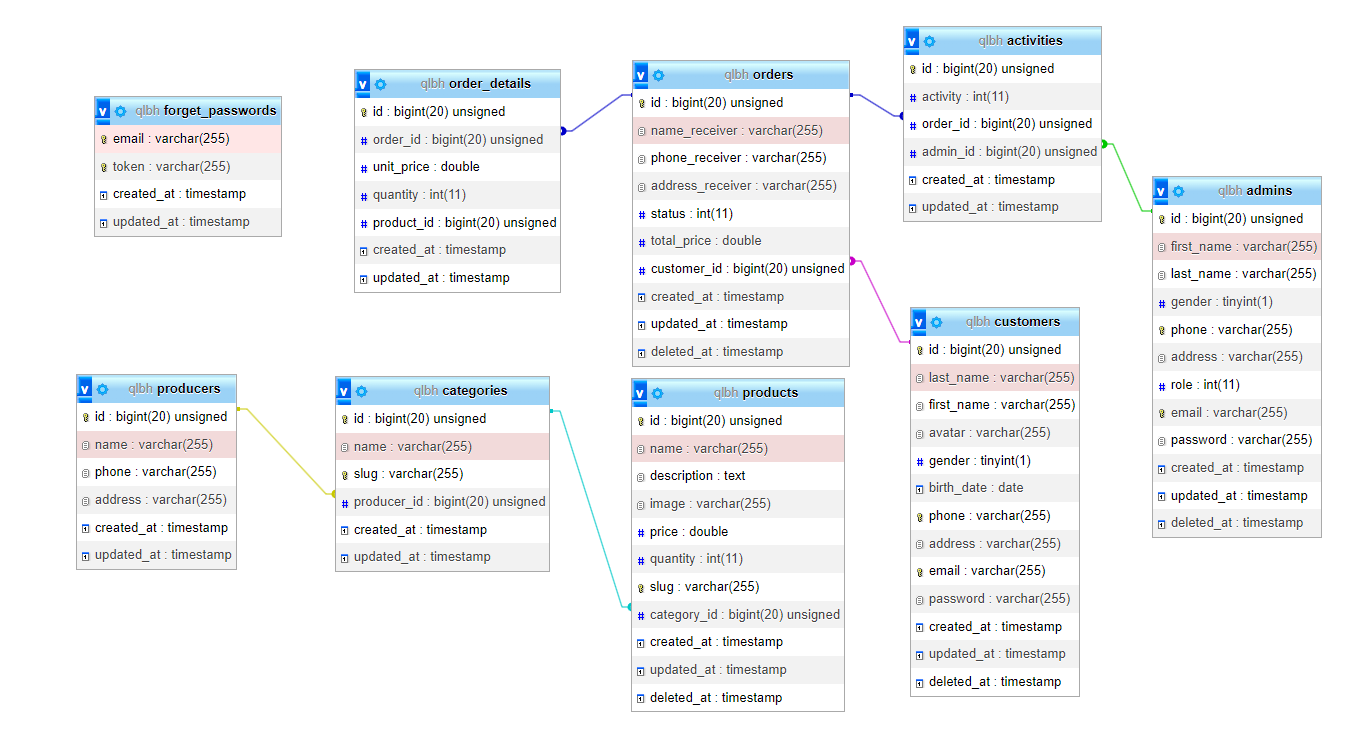 qlbh forget_passwords
email : varchar(255)
token : varchar(255)
created_at : timestamp
updated_at : timestamp
qlbh order_details
id : bigint(20) unsigned
order_id : bigint(20) unsigned
unit_price : double
quantity : int(11)
product_id : bigint(20) unsigned
created_at : timestamp
updated_at : timestamp
qlbh orders
id : bigint(20) unsigned
name_receiver : varchar(255)
phone_receiver : varchar(255)
address_receiver : varchar(255)
status : int(11)
total_price : double
customer_id : bigint(20) unsigned
created_at : timestamp
updated_at : timestamp
deleted_at : timestamp
qlbh activities
id : bigint(20) unsigned
activity : int(11)
order_id : bigint(20) unsigned
admin_id : bigint(20) unsigned
created_at : timestamp
updated_at : timestamp
qlbh admins
id : bigint(20) unsigned
first_name : varchar(255)
last_name : varchar(255)
gender : tinyint(1)
phone : varchar(255)
address : varchar(255)
role : int(11)
email : varchar(255)
password : varchar(255)
created_at : timestamp
updated_at : timestamp
deleted_at : timestamp
qlbh producers
id : bigint(20) unsigned
name : varchar(255)
phone : varchar(255)
address : varchar(255)
created_at : timestamp
updated_at : timestamp
qlbh categories
id : bigint(20) unsigned
name : varchar(255)
slug : varchar(255)
producer_id : bigint(20) unsigned
created_at : timestamp
updated_at : timestamp
qlbh products
id : bigint(20) unsigned
name : varchar(255)
description : text
image : varchar(255)
price : double
quantity : int(11)
slug : varchar(255)
category_id : bigint(20) unsigned
created_at : timestamp
updated_at : timestamp
deleted_at : timestamp
qlbh customers
id : bigint(20) unsigned
last_name : varchar(255)
first_name : varchar(255)
avatar : varchar(255)
gender : tinyint(1)
birth_date : date
phone : varchar(255)
address : varchar(255)
email : varchar(255)
password : varchar(255)
created_at : timestamp
updated_at : timestamp
deleted_at : timestamp